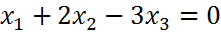 x₁ + 2x₂ − 3x₃ = 0